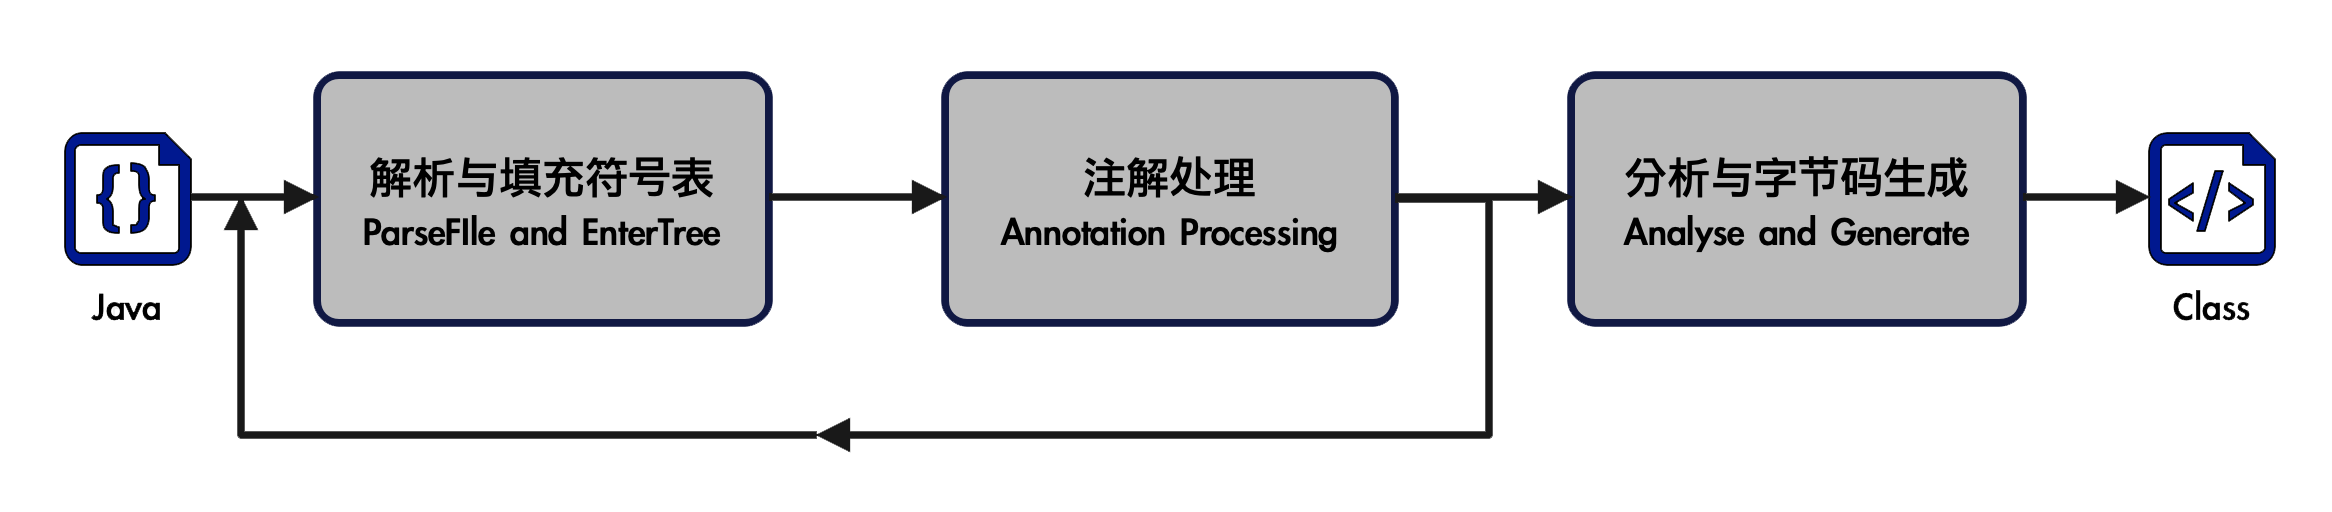 { }
Java
解析与填充符号表
ParseFIle and EnterTree
注解处理
Annotation Processing
分析与字节码生成
Analyse and Generate
</>
Class